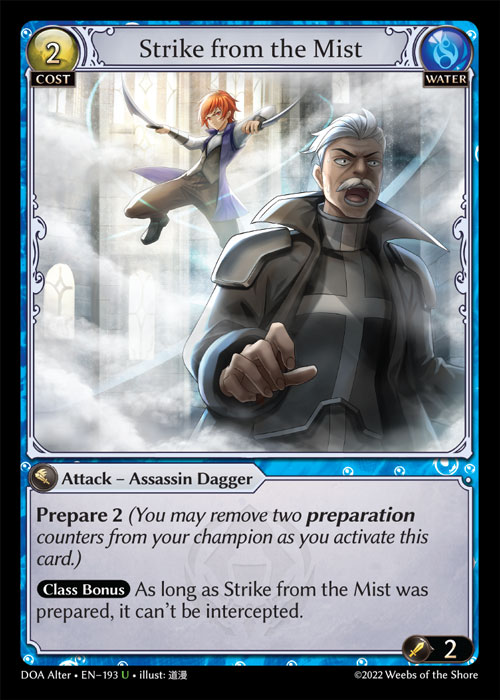 2
COST
Strike from the Mist
WATER
Attack – Assassin Dagger
Prepare 2 (You may remove two preparation
counters from your champion as you activate this
card.)
Class Bonus As long as Strike from the Mist was
prepared, it can't be intercepted.
2
DOA Alter • EN-193 U • illust: 道漫
©2022 Weebs of the Shore